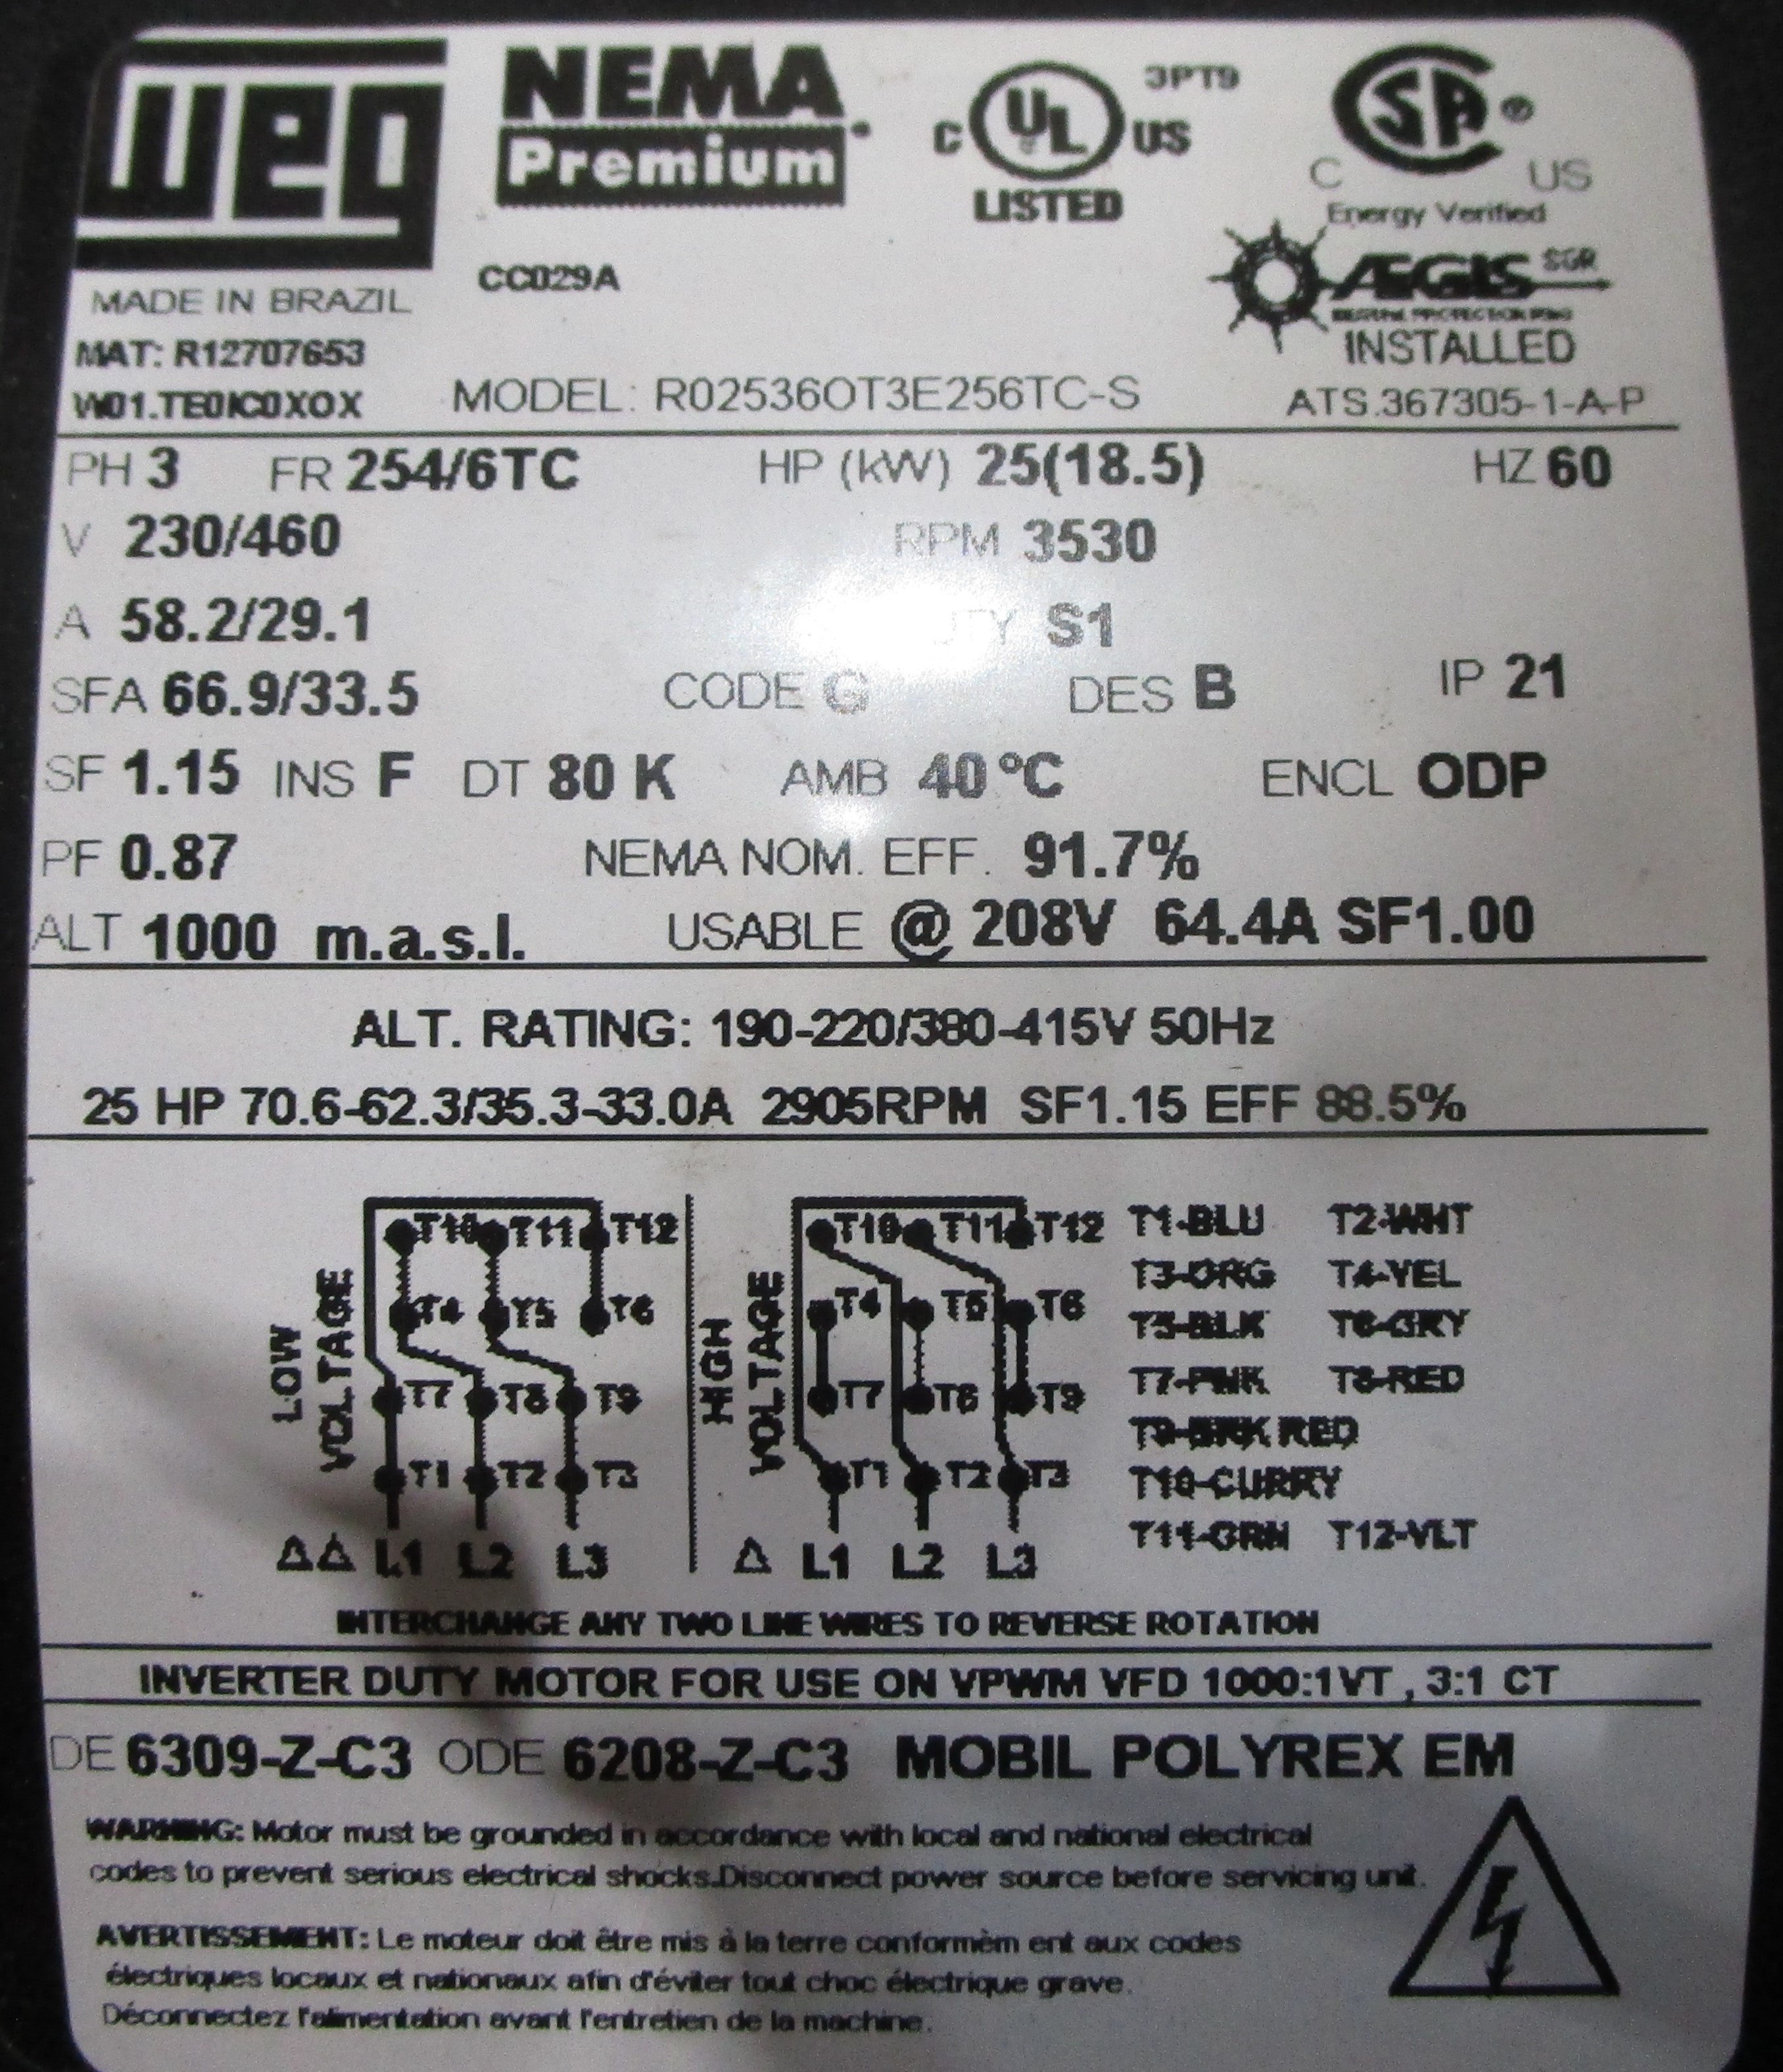 weg
NEMA
Premium
C UL US 3PT9
LISTED
CSA ® C US
Energy Verified
ÆGIS SGR
INSTALLED
CC029A
MADE IN BRAZIL
MAT: R12707653
MODEL: R02536OT3E256TC-S
ATS.367305-1-A-P
PH 3 FR 254/6TC HP (kW) 25(18.5) HZ 60
V 230/460 RPM 3530
A 58.2/29.1 S1
SFA 66.9/33.5 CODE G DES B IP 21
SF 1.15 INS F DT 80 K AMB 40°C ENCL ODP
PF 0.87 NEMA NOM. EFF. 91.7%
ALT 1000 m.a.s.l. USABLE @ 208V 64.4A SF1.00
ALT. RATING: 190-220/380-415V 50Hz
25 HP 70.6-62.3/35.3-33.0A 2905RPM SF1.15 EFF 88.5%
LOW VOLTAGE
T10 T11 T12
T4 T5 T6
T7 T8 T9
T1 T2 T3
ΔΔ L1 L2 L3
HIGH VOLTAGE
T10 T11 T12
T4 T5 T6
T7 T9
T1 T2 T3
Δ L1 L2 L3
T1-BLU T2-WHT
T3-ORG T4-YEL
T5-BLK T6-GRY
T7-PNK T8-RED
T9-BRK RED
T10-CURRY
T11-GRN T12-VLT
INTERCHANGE ANY TWO LINE WIRES TO REVERSE ROTATION
INVERTER DUTY MOTOR FOR USE ON VPWM VFD 1000:1VT , 3:1 CT
DE 6309-Z-C3 ODE 6208-Z-C3 MOBIL POLYREX EM
WARNING: Motor must be grounded in accordance with local and national electrical
codes to prevent serious electrical shocks.Disconnect power source before servicing unit.
AVERTISSEMENT: Le moteur doit être mis à la terre conformèm ent aux codes
électriques locaux et nationaux afin d'éviter tout choc électrique grave.
Déconnectez l'alimentation avant l'entretien de la machine.